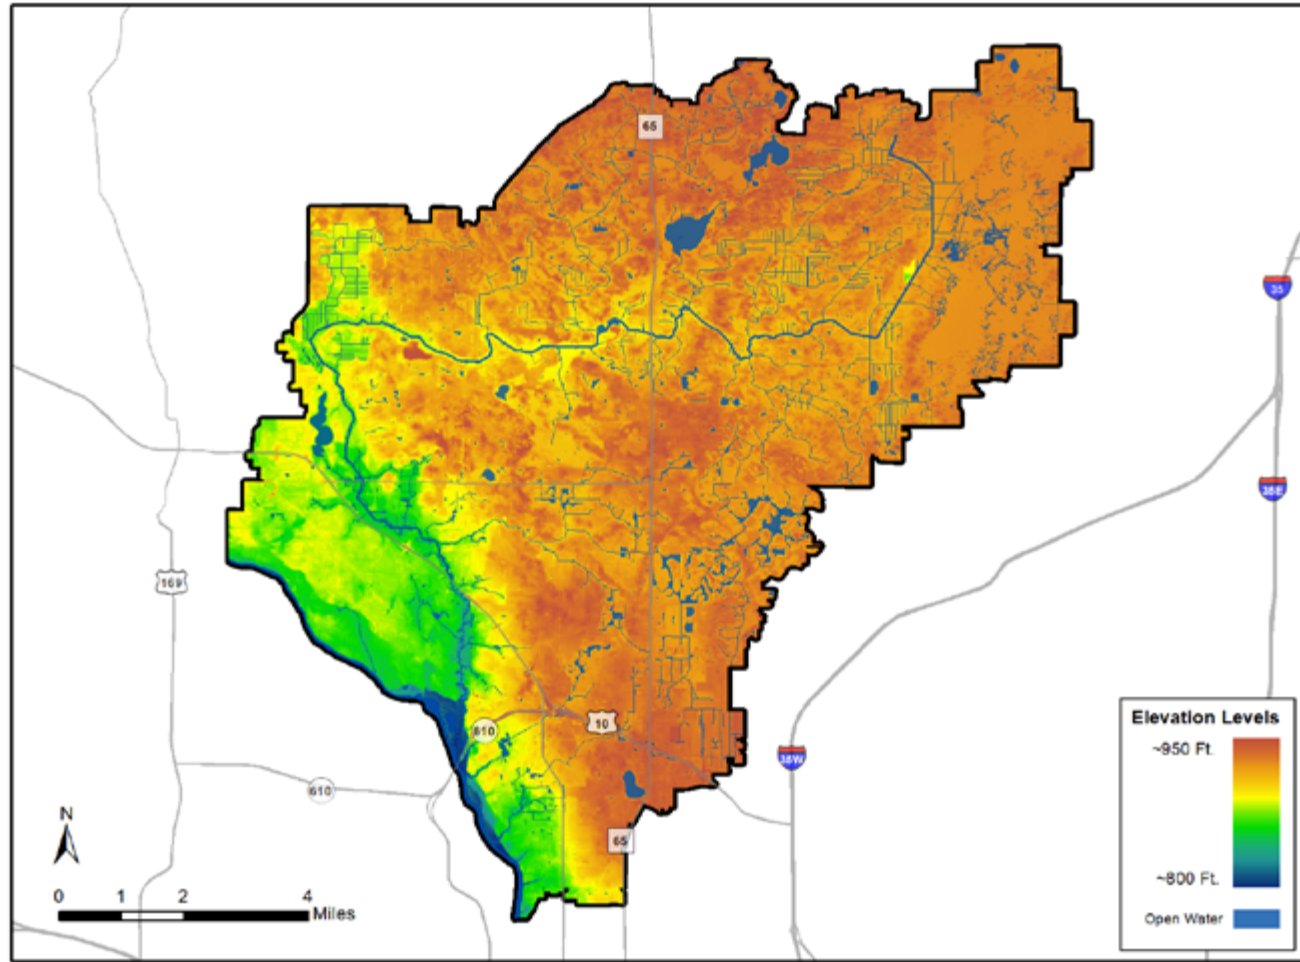 65
35
35E
Elevation Levels
~950 Ft.
169
610
10
35W
610
N
65
~800 Ft.
0 1 2 4
Miles
Open Water